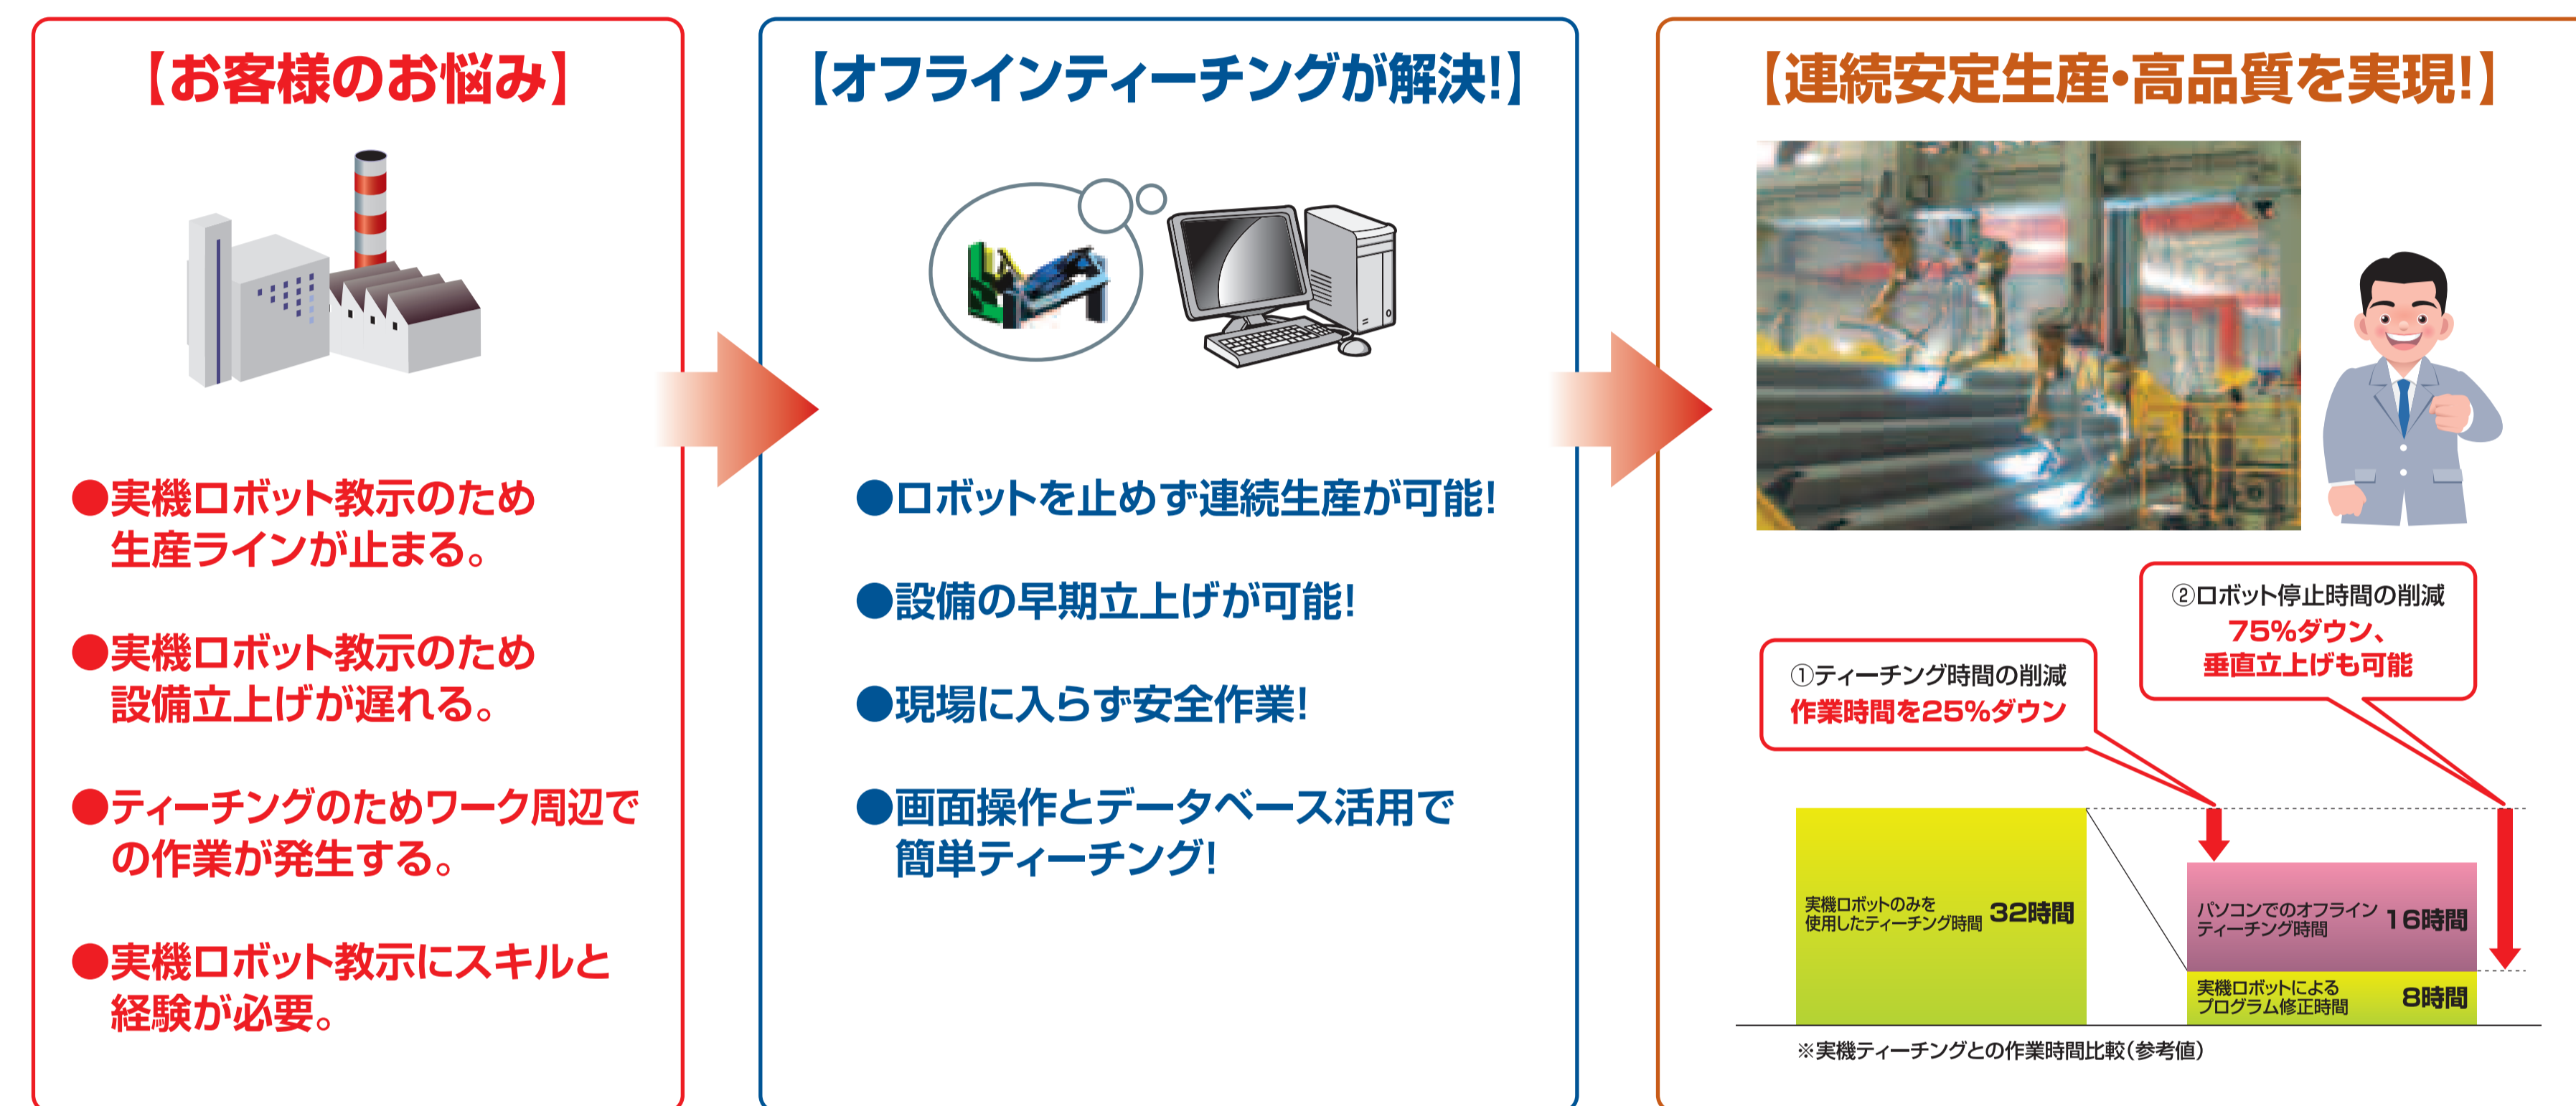 【お客様のお悩み】
●実機ロボット教示のため
生産ラインが止まる。
●実機ロボット教示のため
設備立上げが遅れる。
●ティーチングのためワーク周辺で
の作業が発生する。
●実機ロボット教示にスキルと
経験が必要。
【オフラインティーチングが解決!】
●ロボットを止めず連続生産が可能!
●設備の早期立上げが可能!
●現場に入らず安全作業!
●画面操作とデータベース活用で
簡単ティーチング!
【連続安定生産・高品質を実現!】
②ロボット停止時間の削減
75%ダウン、
垂直立上げも可能
①ティーチング時間の削減
作業時間を25%ダウン
実機ロボットのみを
使用したティーチング時間 32時間
パソコンでのオフライン
ティーチング時間 16時間
実機ロボットによる
プログラム修正時間 8時間
※実機ティーチングとの作業時間比較(参考値)